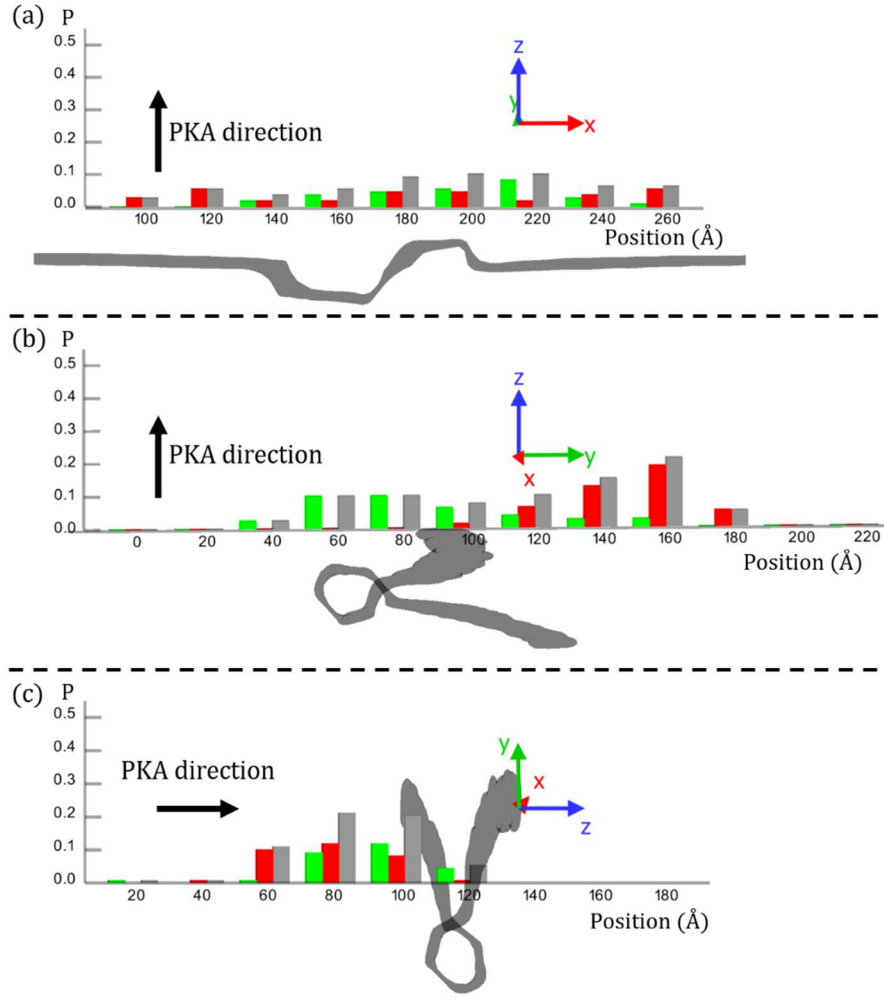 (a) P
0.5
0.4
0.3
0.2
0.1
0.0
PKA direction
z
y
x
100 120 140 160 180 200 220 240 260
Position (Å)
(b) P
0.5
0.4
0.3
0.2
0.1
0.0
PKA direction
z
y
x
0 20 40 60 80 100 120 140 160 180 200 220
Position (Å)
(c) P
0.5
0.4
0.3
0.2
0.1
0.0
PKA direction
y
x
z
20 40 60 80 100 120 140 160 180
Position (Å)